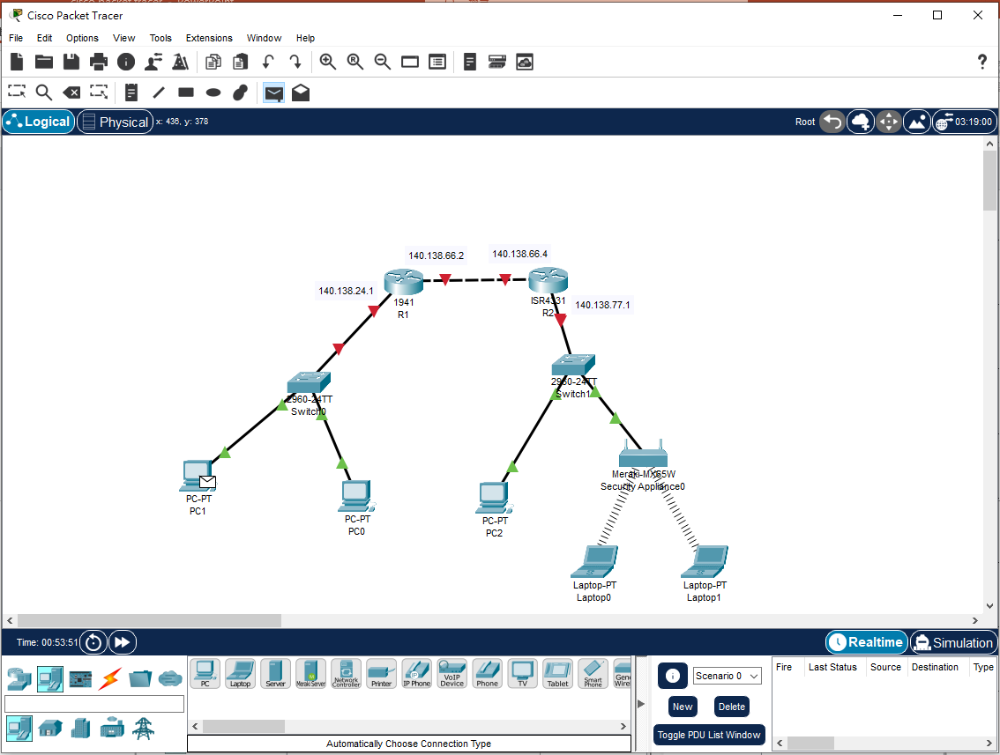 cisco packet tracer - PowerPoint
Cisco Packet Tracer
File Edit Options View Tools Extensions Window Help
?
Logical Physical x: 436, y: 378 Root 03:19:00
140.138.66.2 140.138.66.4
140.138.24.1
1941
R1
ISR4331
R2
140.138.77.1
2960-24TT
Switch0
2960-24TT
Switch1
PC-PT
PC1
PC-PT
PC0
PC-PT
PC2
Meraki-MX65W
Security Appliance0
Laptop-PT
Laptop0
Laptop-PT
Laptop1
Time: 00:53:51 Realtime Simulation
PC Laptop Server Meraki Server Network Controller Printer IP Phone VoIP Device Phone TV Tablet Smart Phone
Automatically Choose Connection Type
Scenario 0
New Delete
Toggle PDU List Window
Fire Last Status Source Destination Type